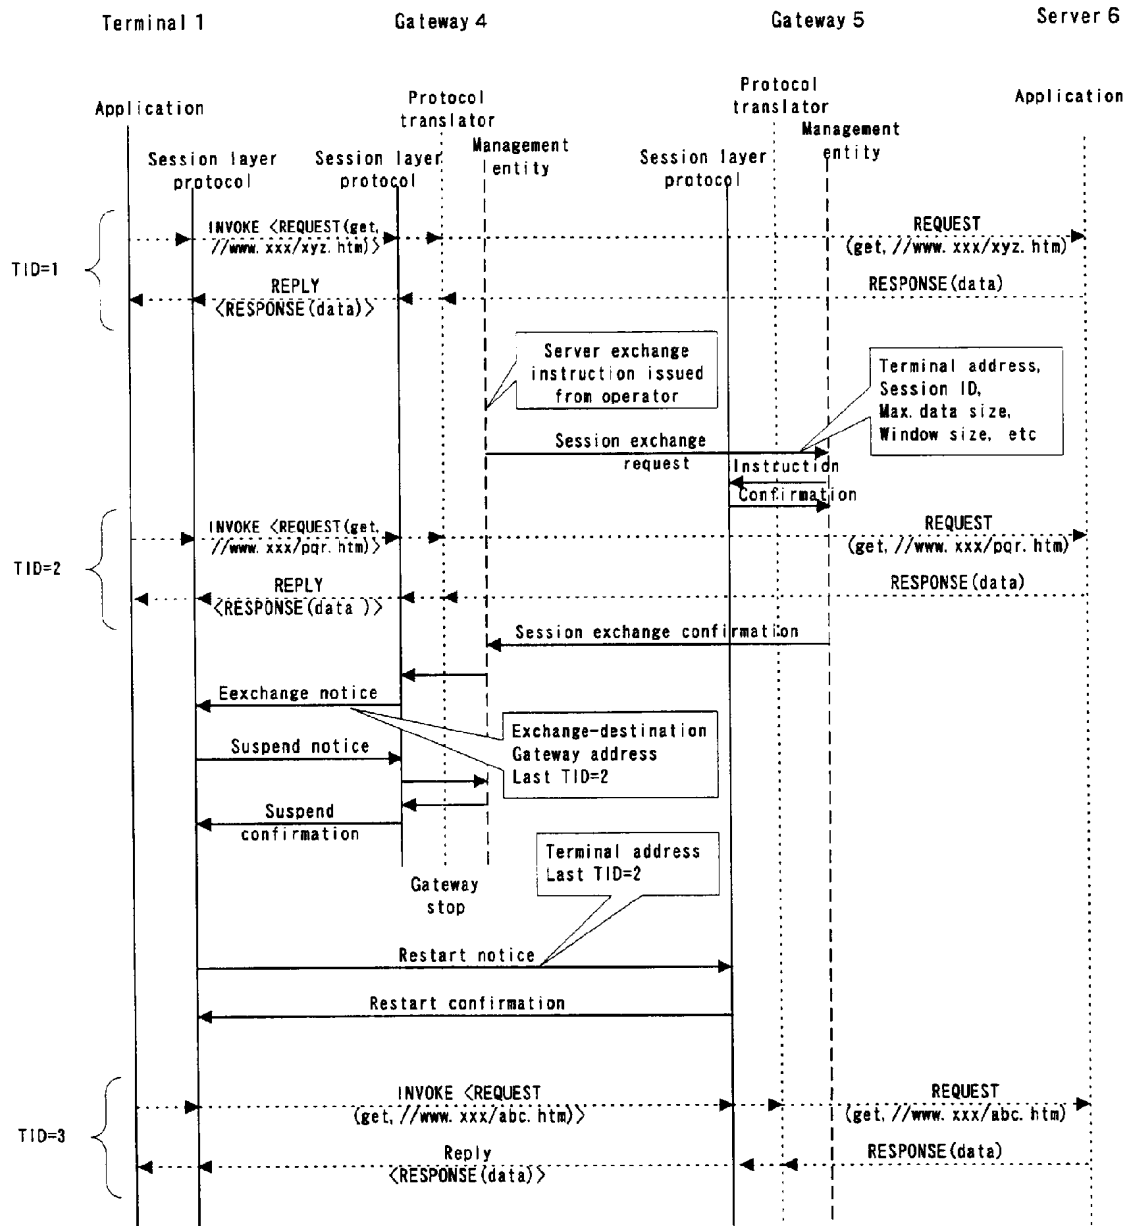 Terminal 1
Gateway 4
Gateway 5
Server 6
Application
Protocol
translator
Management
entity
Protocol
translator
Management
entity
Application
Session layer
protocol
Session layer
protocol
Session layer
protocol
TID=1
INVOKE <REQUEST(get,
//www. xxx/xyz. htm)>
REQUEST
(get, //www. xxx/xyz. htm)
REPLY
<RESPONSE(data)>
RESPONSE(data)
Server exchange
instruction issued
from operator
Terminal address,
Session ID,
Max. data size,
Window size, etc
Session exchange
request
Instruction
Confirmation
TID=2
INVOKE <REQUEST(get,
//www. xxx/pqr. htm)>
REQUEST
(get, //www. xxx/pqr. htm)
REPLY
<RESPONSE(data )>
RESPONSE(data)
Session exchange confirmation
Eexchange notice
Exchange-destination
Gateway address
Last TID=2
Suspend notice
Suspend
confirmation
Terminal address
Last TID=2
Gateway
stop
Restart notice
Restart confirmation
TID=3
INVOKE <REQUEST
(get, //www. xxx/abc. htm)>
REQUEST
(get, //www. xxx/abc. htm)
Reply
<RESPONSE(data)>
RESPONSE(data)